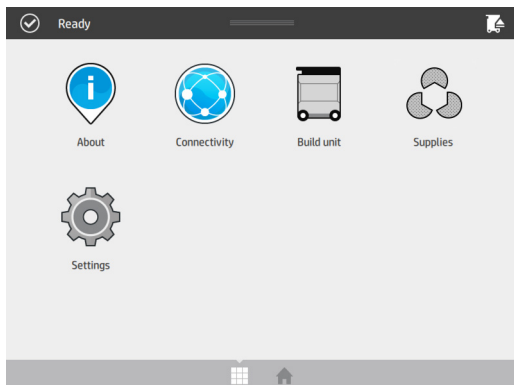 Ready
About
Connectivity
Build unit
Supplies
Settings